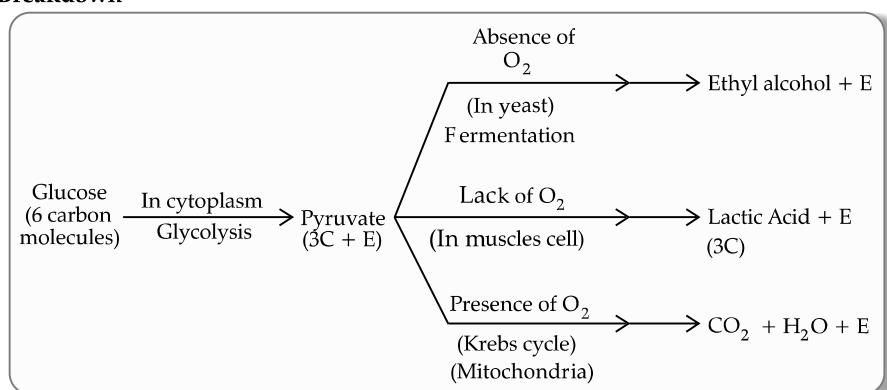 Absence of
O2
Ethyl alcohol + E
(In yeast)
Fermentation
Glucose
(6 carbon
molecules)
In cytoplasm
Glycolysis
Pyruvate
(3C + E)
Lack of O2
(In muscles cell)
Lactic Acid + E
(3C)
Presence of O2
(Krebs cycle)
(Mitochondria)
CO2 + H2O + E